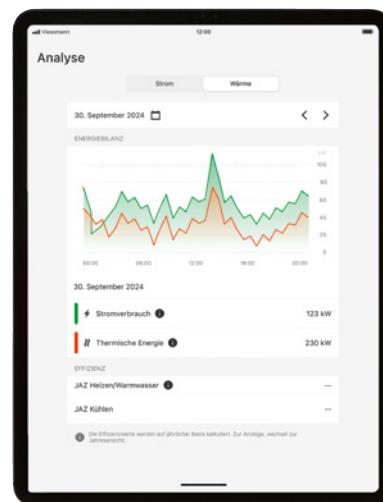 Viessmann
12:00
Analyse
Strom
Wärme
30. September 2024
ENERGIEBILANZ
kW
100
80
60
40
20
0
00:00
06:00
12:00
18:00
00:00
30. September 2024
Stromverbrauch
123 kW
Thermische Energie
230 kW
EFFIZIENZ
JAZ Heizen/Warmwasser
--
JAZ Kühlen
--
Die Effizienzwerte werden auf jährlicher Basis kalkuliert. Zur Anzeige, wechsel zur
Jahresansicht.